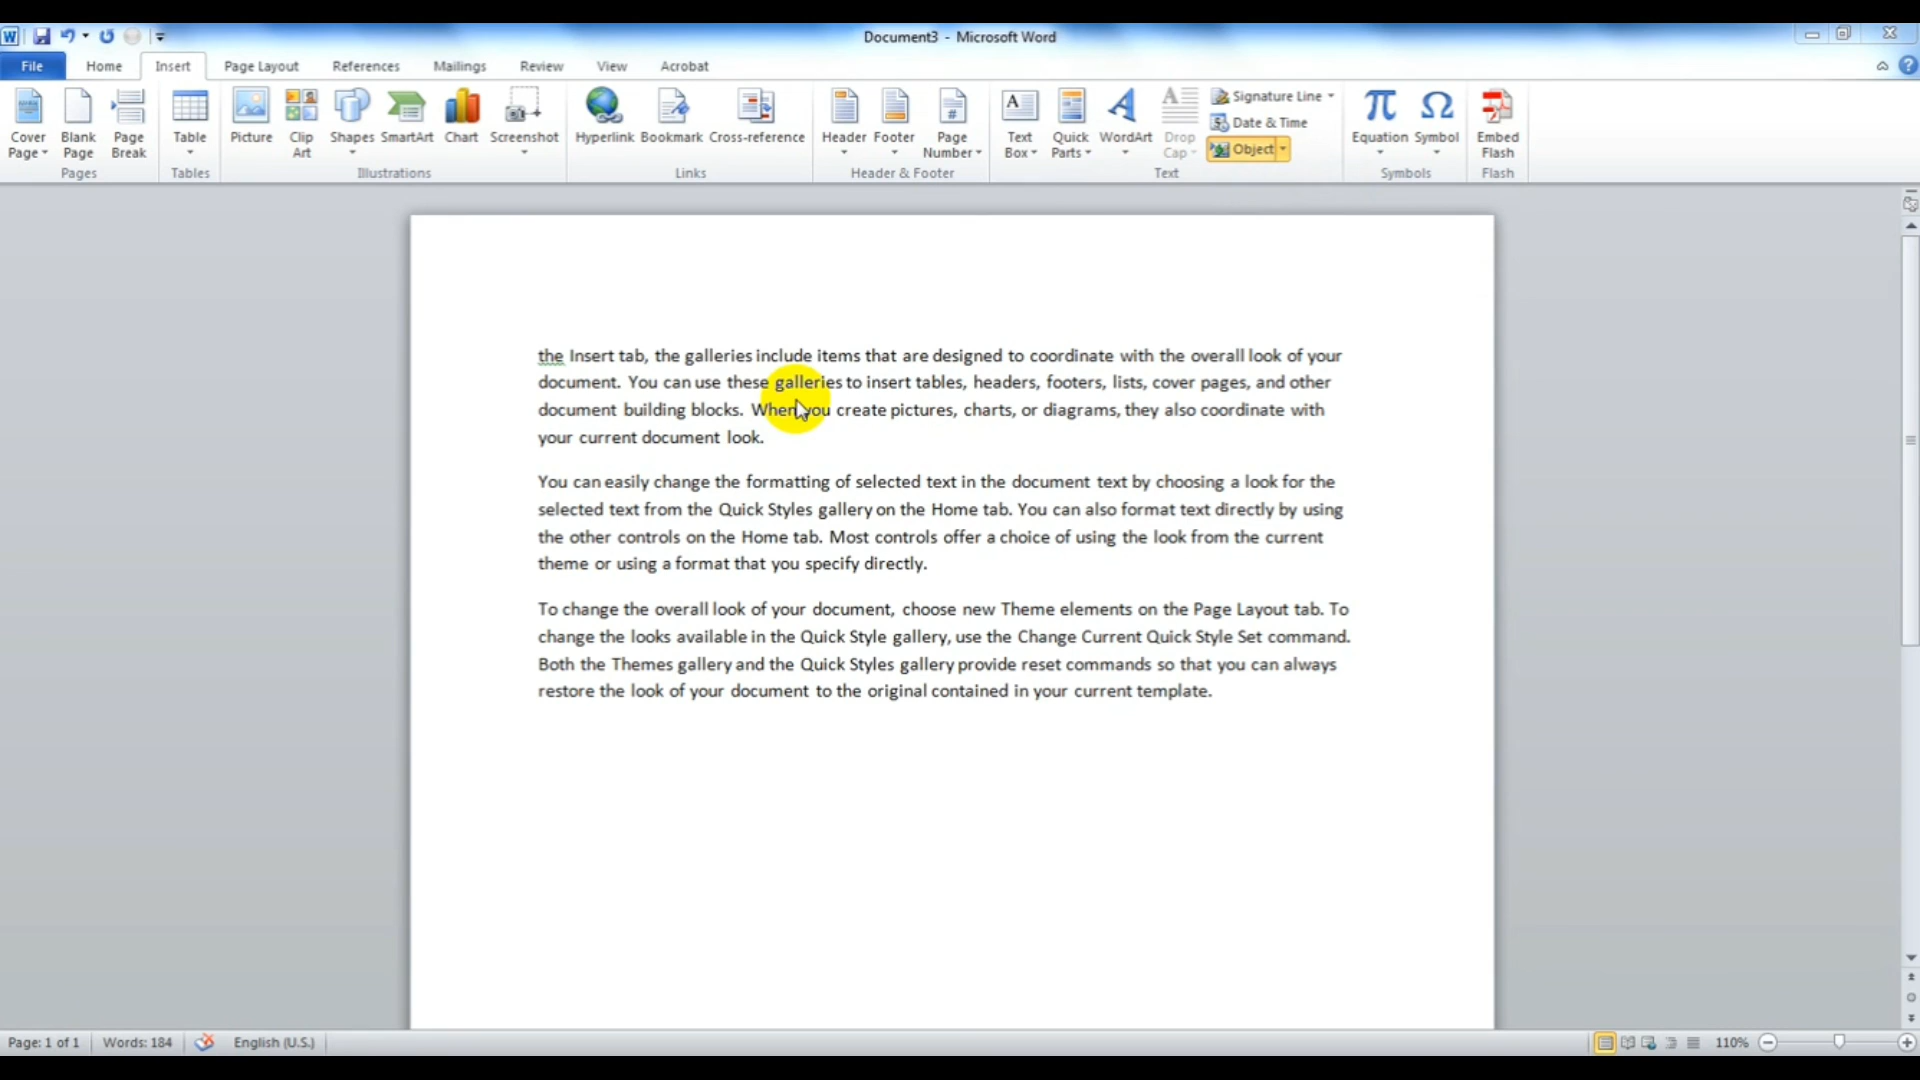 Document3 - Microsoft Word
File Home Insert Page Layout References Mailings Review View Acrobat
Cover Page Blank Page Page Break Table Picture Clip Art Shapes SmartArt Chart Screenshot Hyperlink Bookmark Cross-reference Header Footer Page Number Text Box Quick Parts WordArt Drop Cap Signature Line Date & Time Object Equation Symbol Embed Flash
Pages Tables Illustrations Links Header & Footer Text Symbols Flash
the Insert tab, the galleries include items that are designed to coordinate with the overall look of your
document. You can use these galleries to insert tables, headers, footers, lists, cover pages, and other
document building blocks. When you create pictures, charts, or diagrams, they also coordinate with
your current document look.
You can easily change the formatting of selected text in the document text by choosing a look for the
selected text from the Quick Styles gallery on the Home tab. You can also format text directly by using
the other controls on the Home tab. Most controls offer a choice of using the look from the current
theme or using a format that you specify directly.
To change the overall look of your document, choose new Theme elements on the Page Layout tab. To
change the looks available in the Quick Style gallery, use the Change Current Quick Style Set command.
Both the Themes gallery and the Quick Styles gallery provide reset commands so that you can always
restore the look of your document to the original contained in your current template.
Page: 1 of 1 Words: 184 English (U.S.) 110%